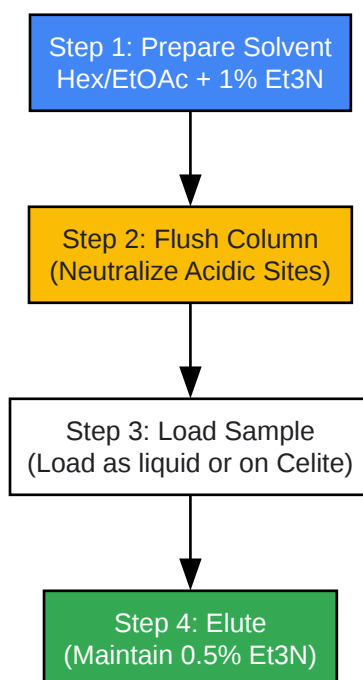 Step 1: Prepare Solvent
Hex/EtOAc + 1% Et3N
Step 2: Flush Column
(Neutralize Acidic Sites)
Step 3: Load Sample
(Load as liquid or on Celite)
Step 4: Elute
(Maintain 0.5% Et3N)